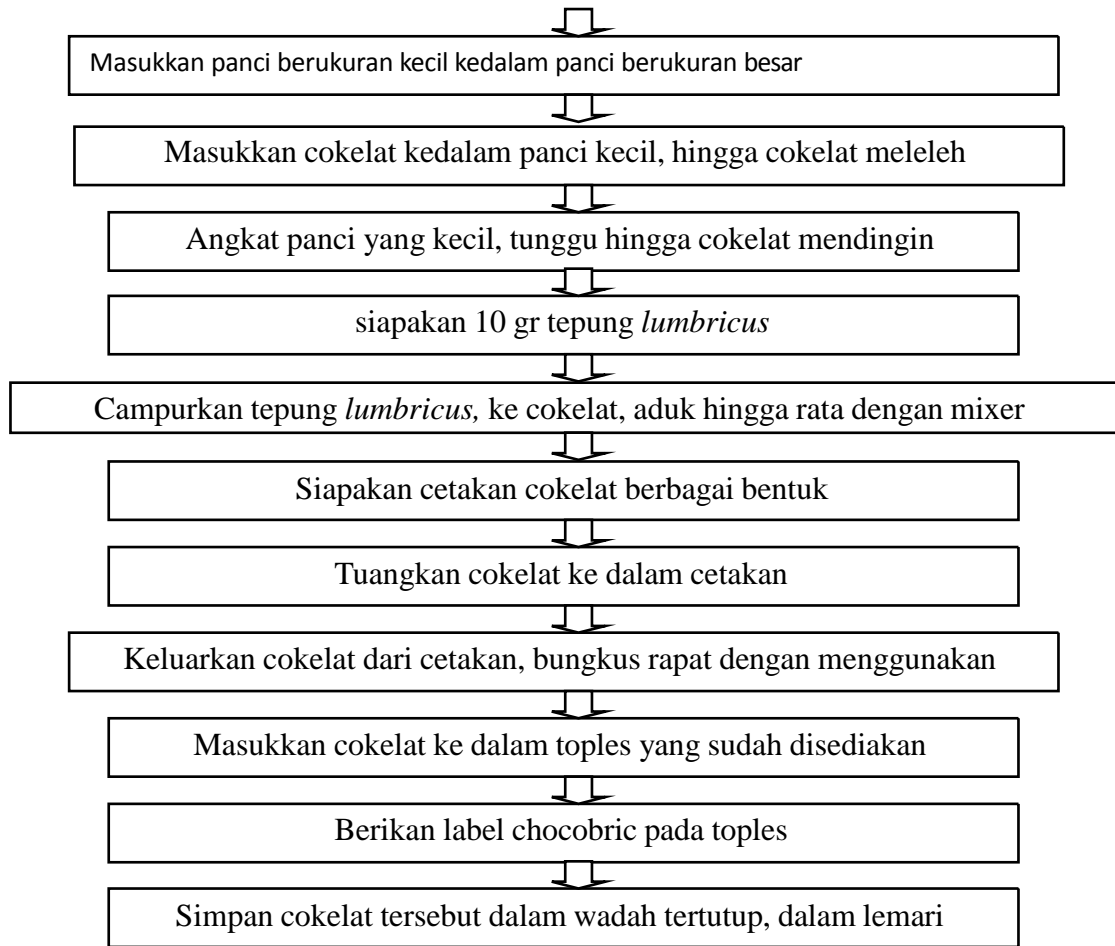 Masukkan panci berukuran kecil kedalam panci berukuran besar
Masukkan cokelat kedalam panci kecil, hingga cokelat meleleh
Angkat panci yang kecil, tunggu hingga cokelat mendingin
siapakan 10 gr tepung lumbricus
Campurkan tepung lumbricus, ke cokelat, aduk hingga rata dengan mixer
Siapakan cetakan cokelat berbagai bentuk
Tuangkan cokelat ke dalam cetakan
Keluarkan cokelat dari cetakan, bungkus rapat dengan menggunakan
Masukkan cokelat ke dalam toples yang sudah disediakan
Berikan label chocobric pada toples
Simpan cokelat tersebut dalam wadah tertutup, dalam lemari